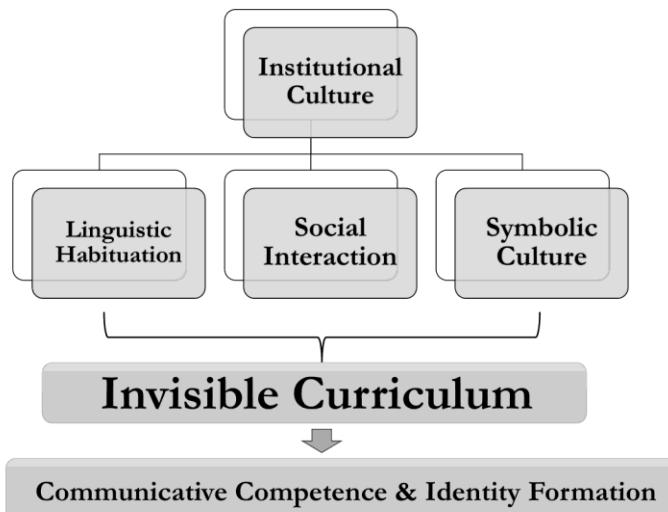 Institutional
Culture
Linguistic
Habituation
Social
Interaction
Symbolic
Culture
Invisible Curriculum
Communicative Competence & Identity Formation